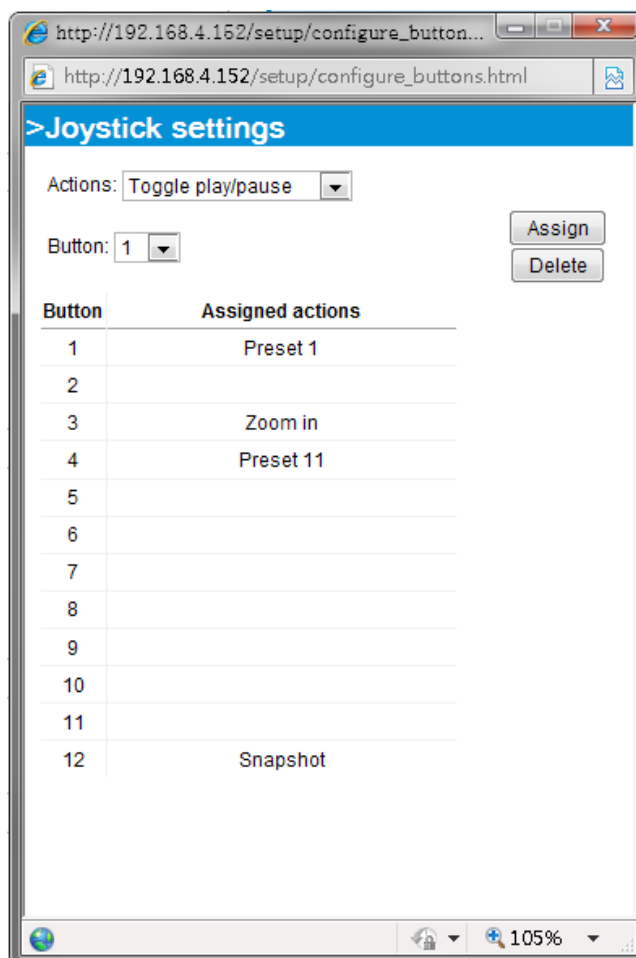 http://192.168.4.152/setup/configure_button...
http://192.168.4.152/setup/configure_buttons.html
>Joystick settings
Actions: Toggle play/pause
Assign
Button: 1
Delete
Button Assigned actions
1 Preset 1
2
3 Zoom in
4 Preset 11
5
6
7
8
9
10
11
12 Snapshot
105%